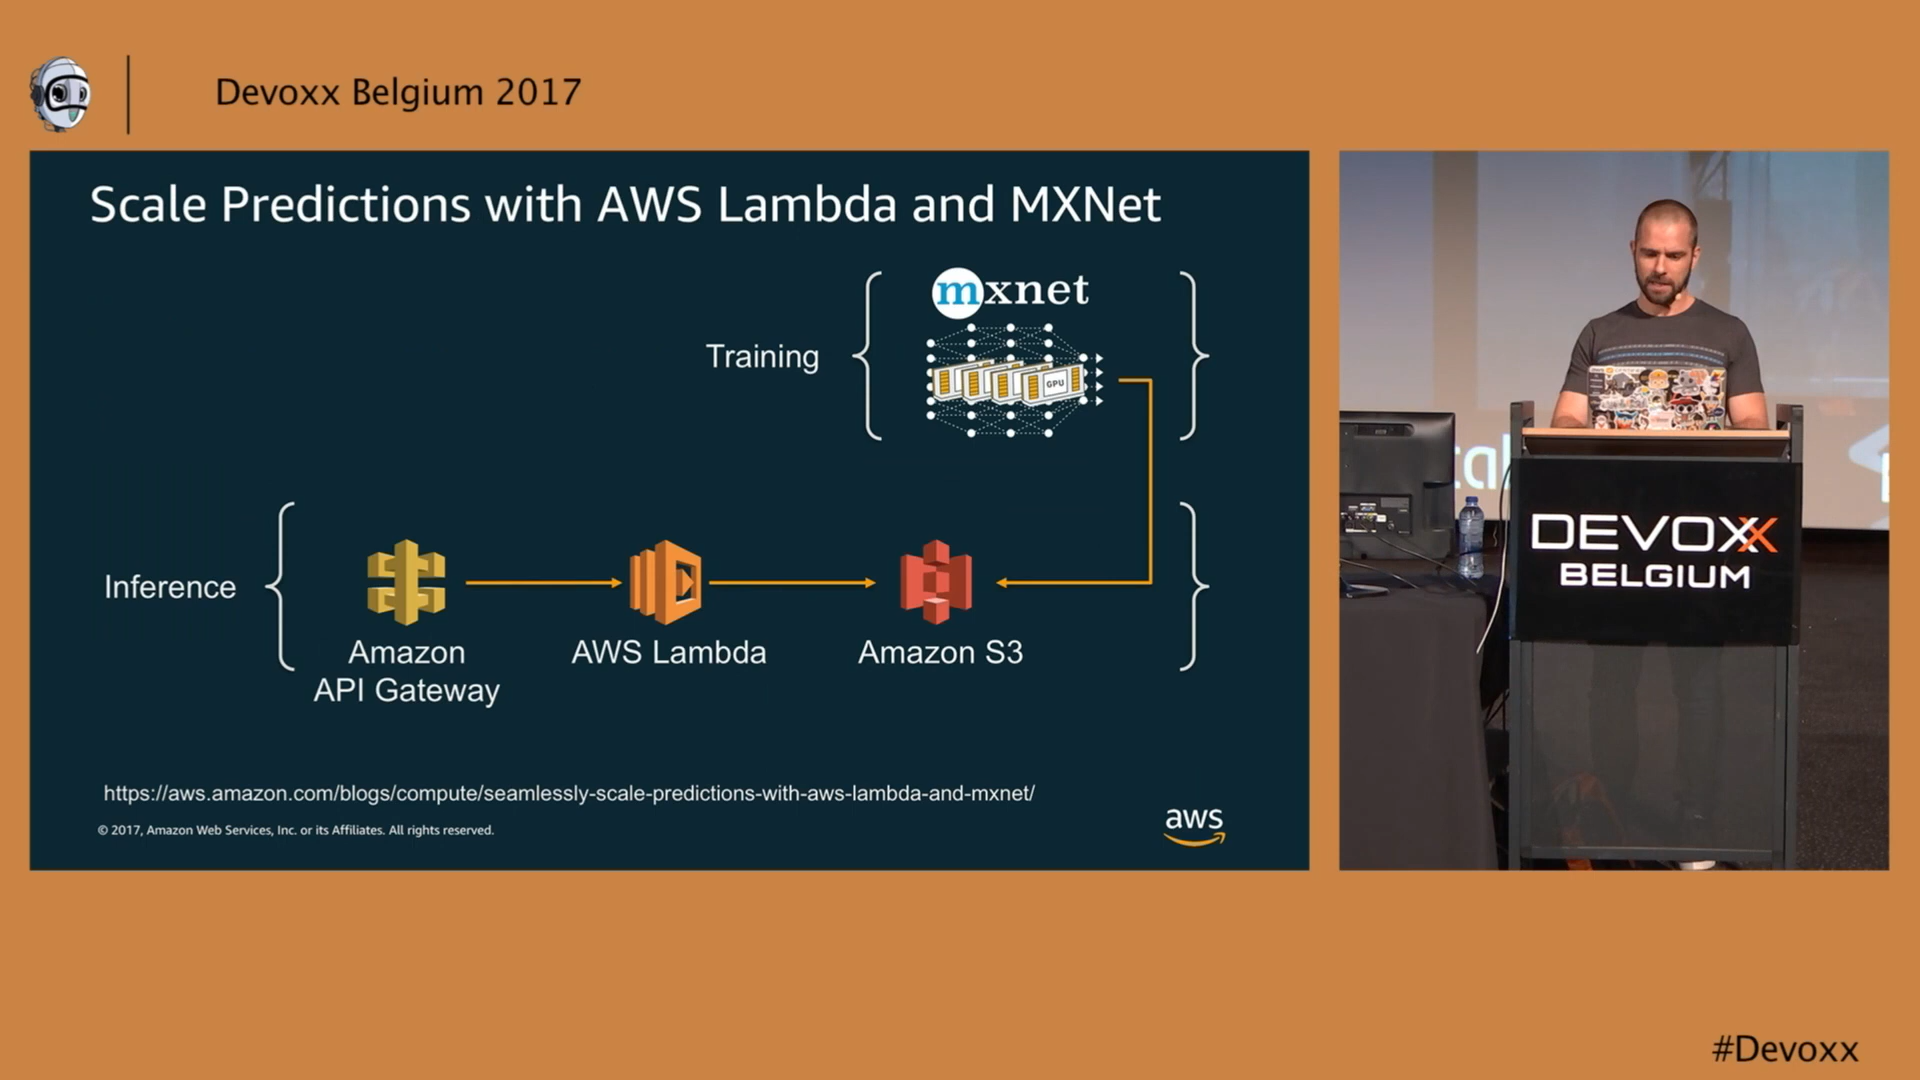 Devoxx Belgium 2017
Scale Predictions with AWS Lambda and MXNet
mxnet
Training
GPU
Inference
Amazon
API Gateway
AWS Lambda
Amazon S3
https://aws.amazon.com/blogs/compute/seamlessly-scale-predictions-with-aws-lambda-and-mxnet/
© 2017, Amazon Web Services, Inc. or its Affiliates. All rights reserved.
aws
DEVOXX
BELGIUM
#Devoxx